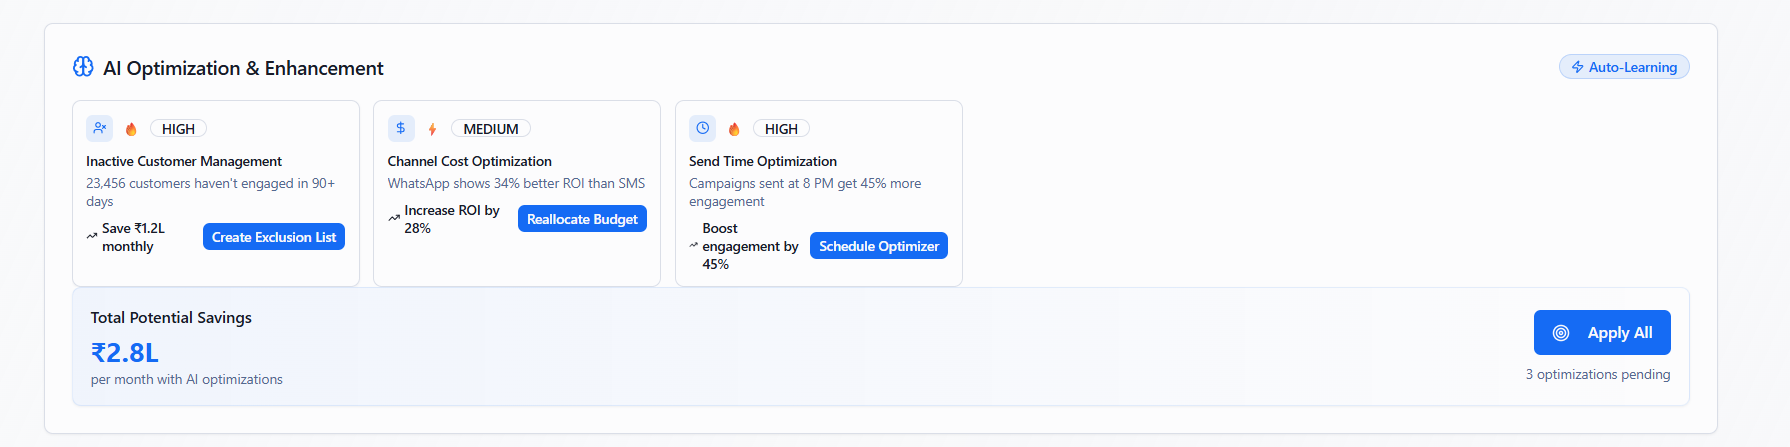 AI Optimization & Enhancement
Auto-Learning
HIGH
Inactive Customer Management
23,456 customers haven't engaged in 90+
days
Save ₹1.2L
monthly
Create Exclusion List
MEDIUM
Channel Cost Optimization
WhatsApp shows 34% better ROI than SMS
Increase ROI by
28%
Reallocate Budget
HIGH
Send Time Optimization
Campaigns sent at 8 PM get 45% more
engagement
Boost
engagement by
45%
Schedule Optimizer
Total Potential Savings
₹2.8L
per month with AI optimizations
Apply All
3 optimizations pending